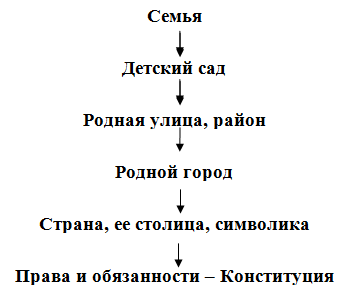 Семья
Детский сад
Родная улица, район
Родной город
Страна, ее столица, символика
Права и обязанности – Конституция